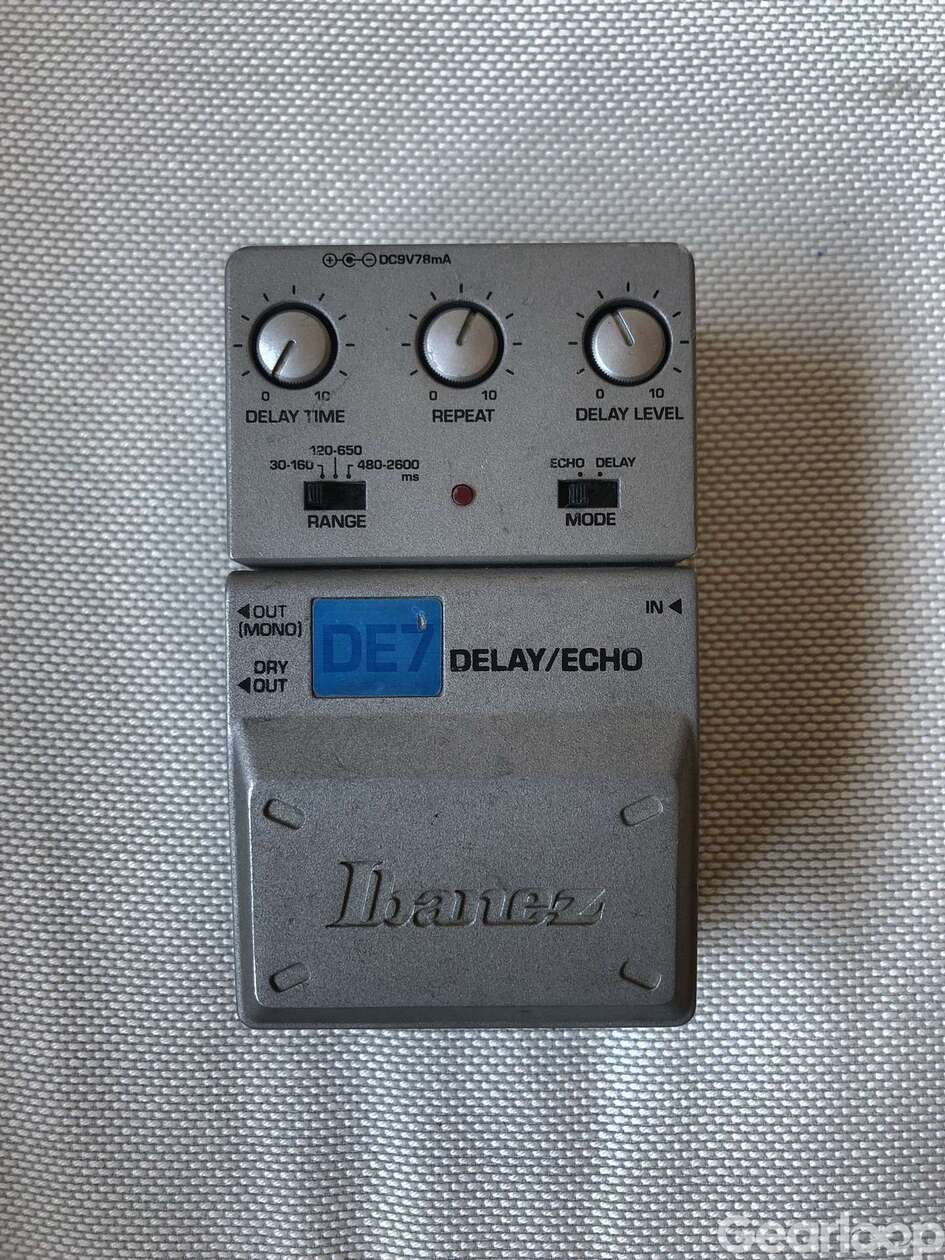 DC9V78mA
0 10 0 10 0 10
DELAY TIME REPEAT DELAY LEVEL
120-650
30-160 480-2600
ms
ECHO DELAY
RANGE MODE
OUT
(MONO)
IN
DE7 DELAY/ECHO
DRY
OUT
Ibanez
Gearloop